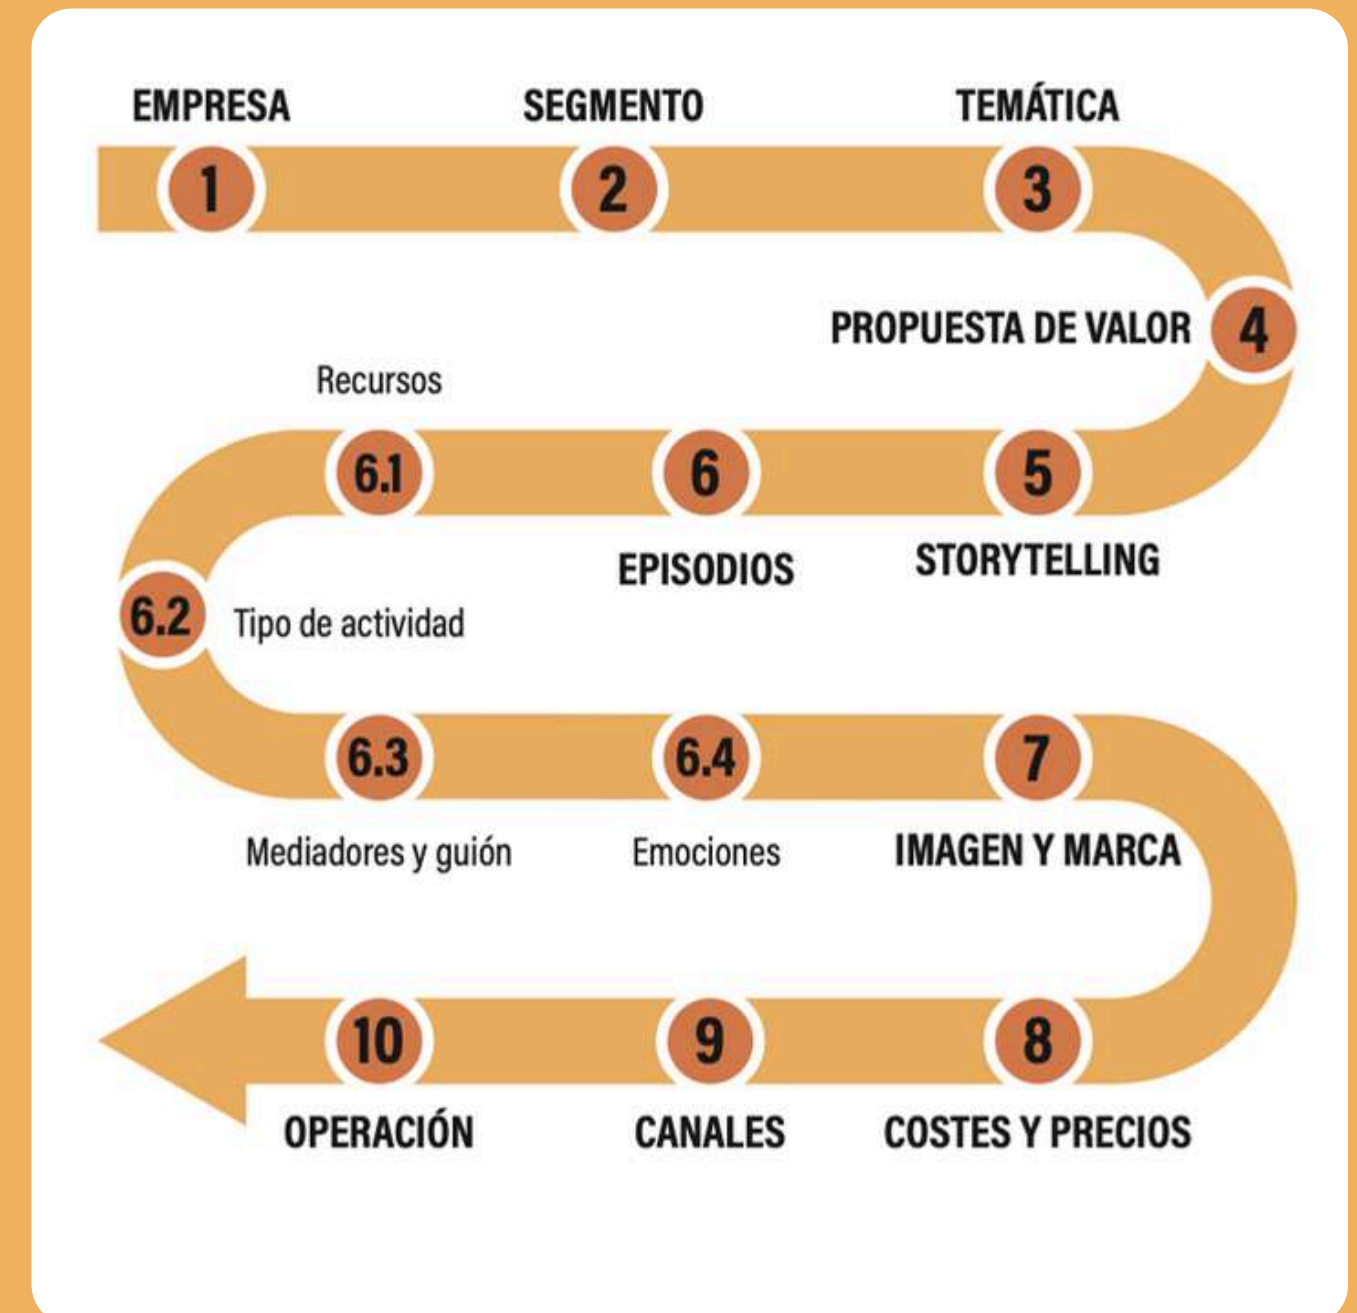 EMPRESA
1
SEGMENTO
2
TEMÁTICA
3
PROPUESTA DE VALOR
4
5
STORYTELLING
6
EPISODIOS
Recursos
6.1
6.2
Tipo de actividad
6.3
Mediadores y guión
6.4
Emociones
7
IMAGEN Y MARCA
8
COSTES Y PRECIOS
9
CANALES
10
OPERACIÓN